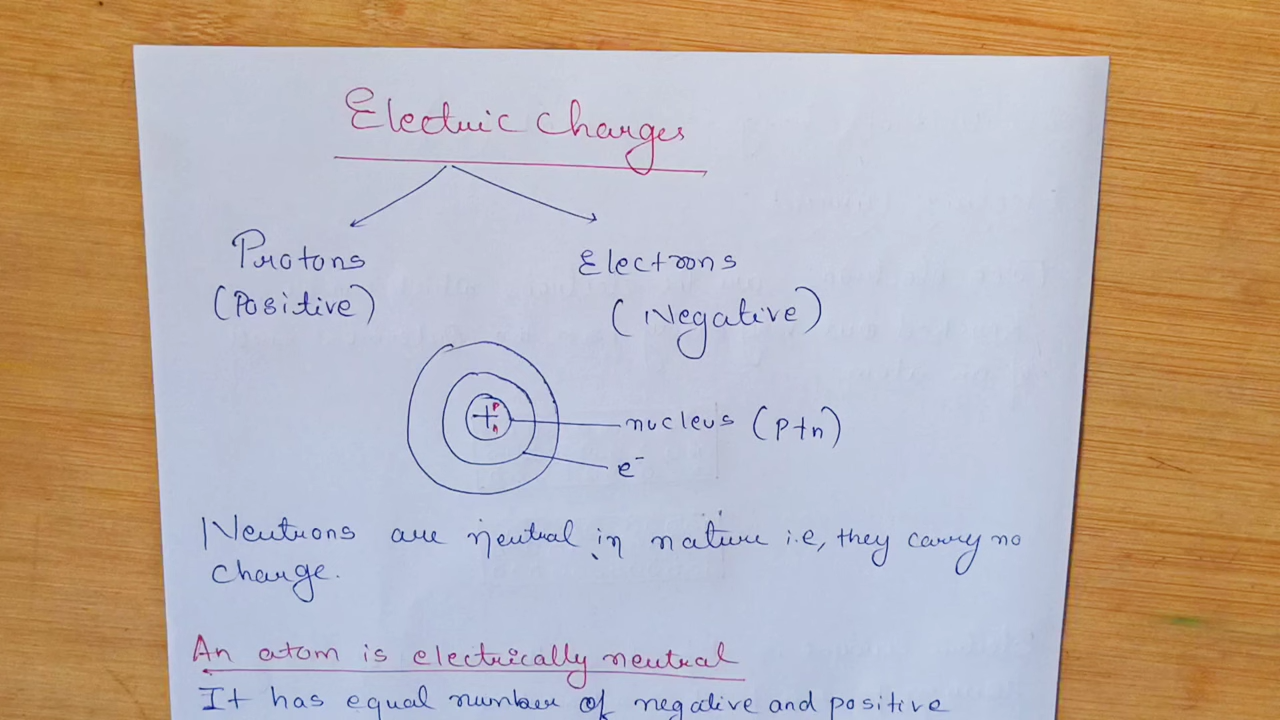 Electric charges
Protons
(Positive)
Electrons
(Negative)
+
P
n
nucleus (p+n)
e⁻
Neutrons are neutral in nature i.e, they carry no
charge.
An atom is electrically neutral
It has equal number of negative and positive